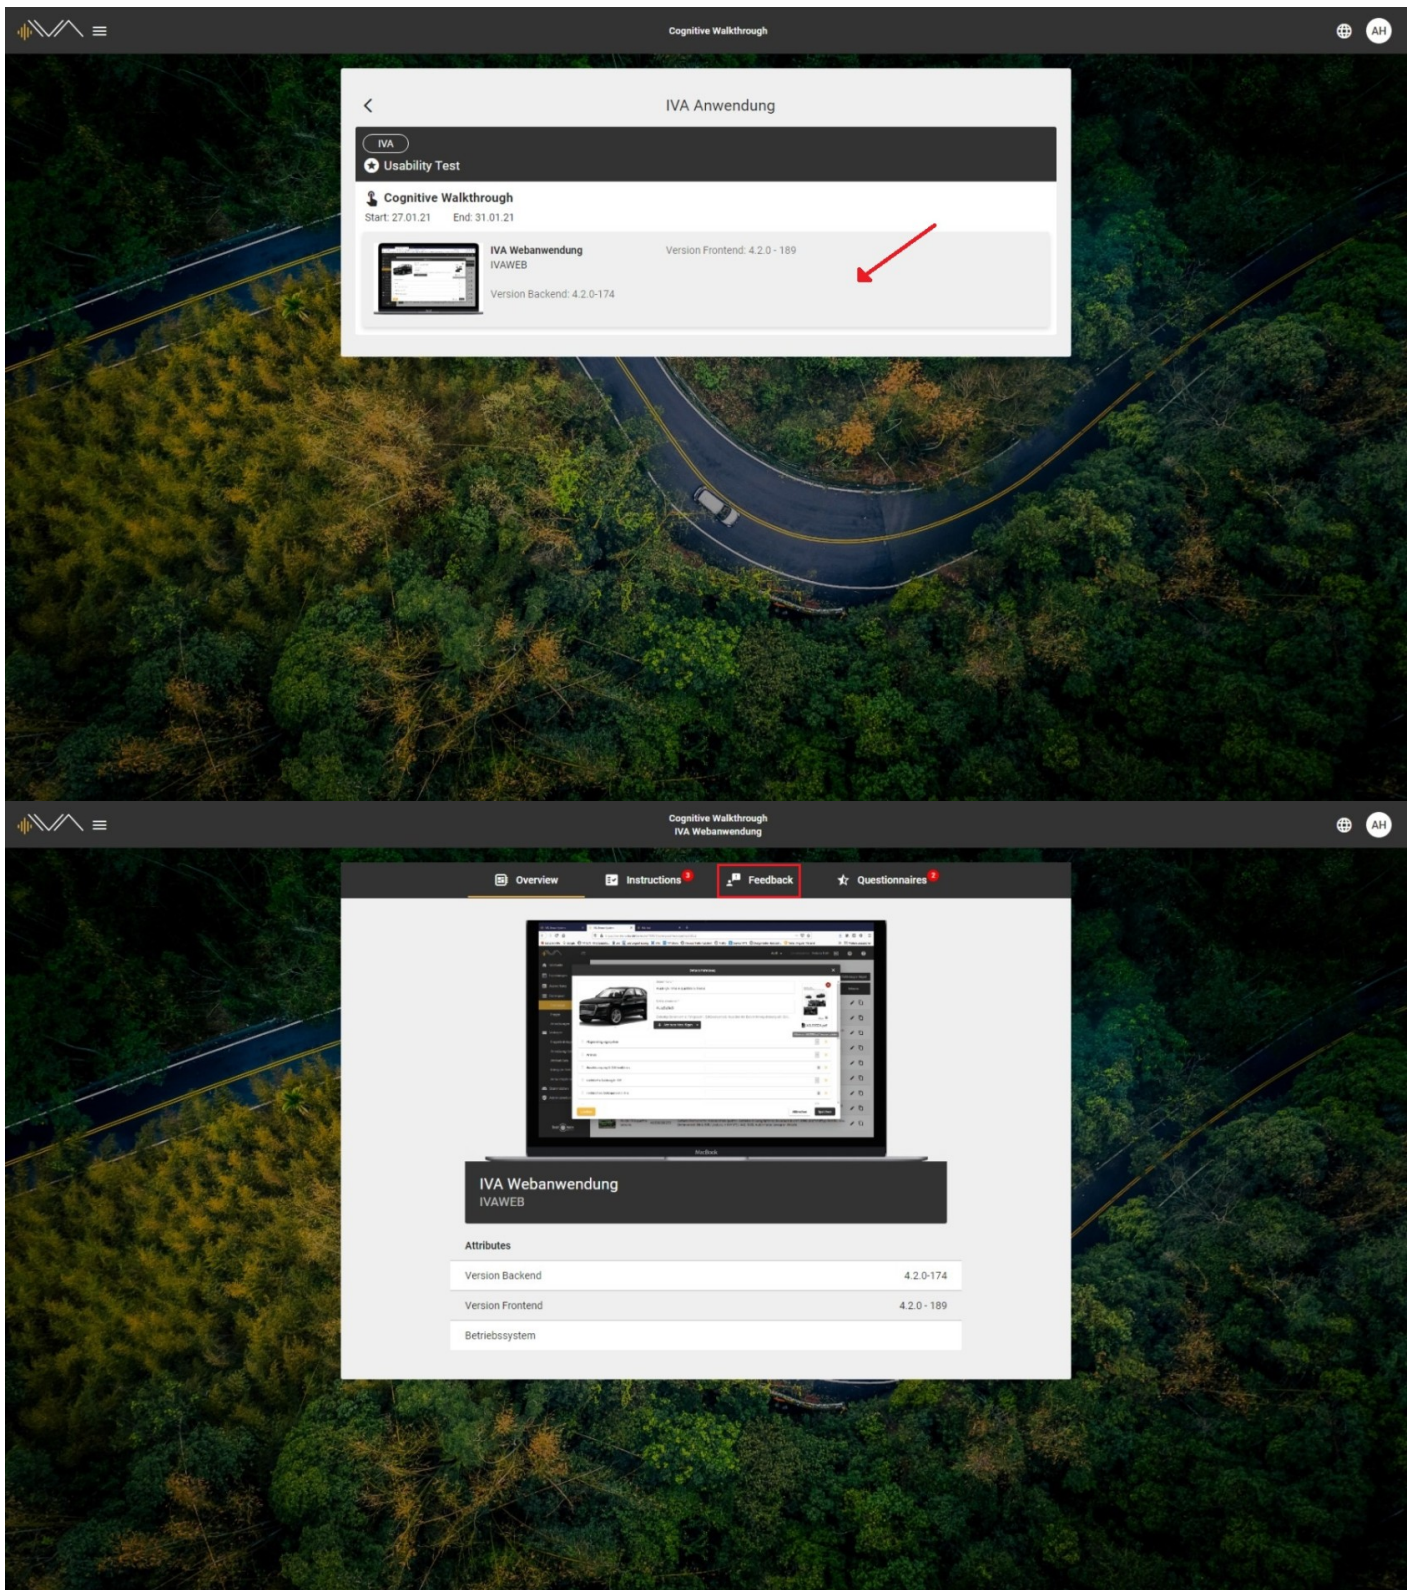 Cognitive Walkthrough
AH
IVA Anwendung
IVA
Usability Test
Cognitive Walkthrough
Start: 27.01.21 End: 31.01.21
IVA Webanwendung Version Frontend: 4.2.0 - 189
IVAWEB
Version Backend: 4.2.0-174
Cognitive Walkthrough
IVA Webanwendung
AH
Overview Instructions 3 Feedback Questionnaires 2
MacBook
IVA Webanwendung
IVAWEB
Attributes
Version Backend 4.2.0-174
Version Frontend 4.2.0 - 189
Betriebssystem